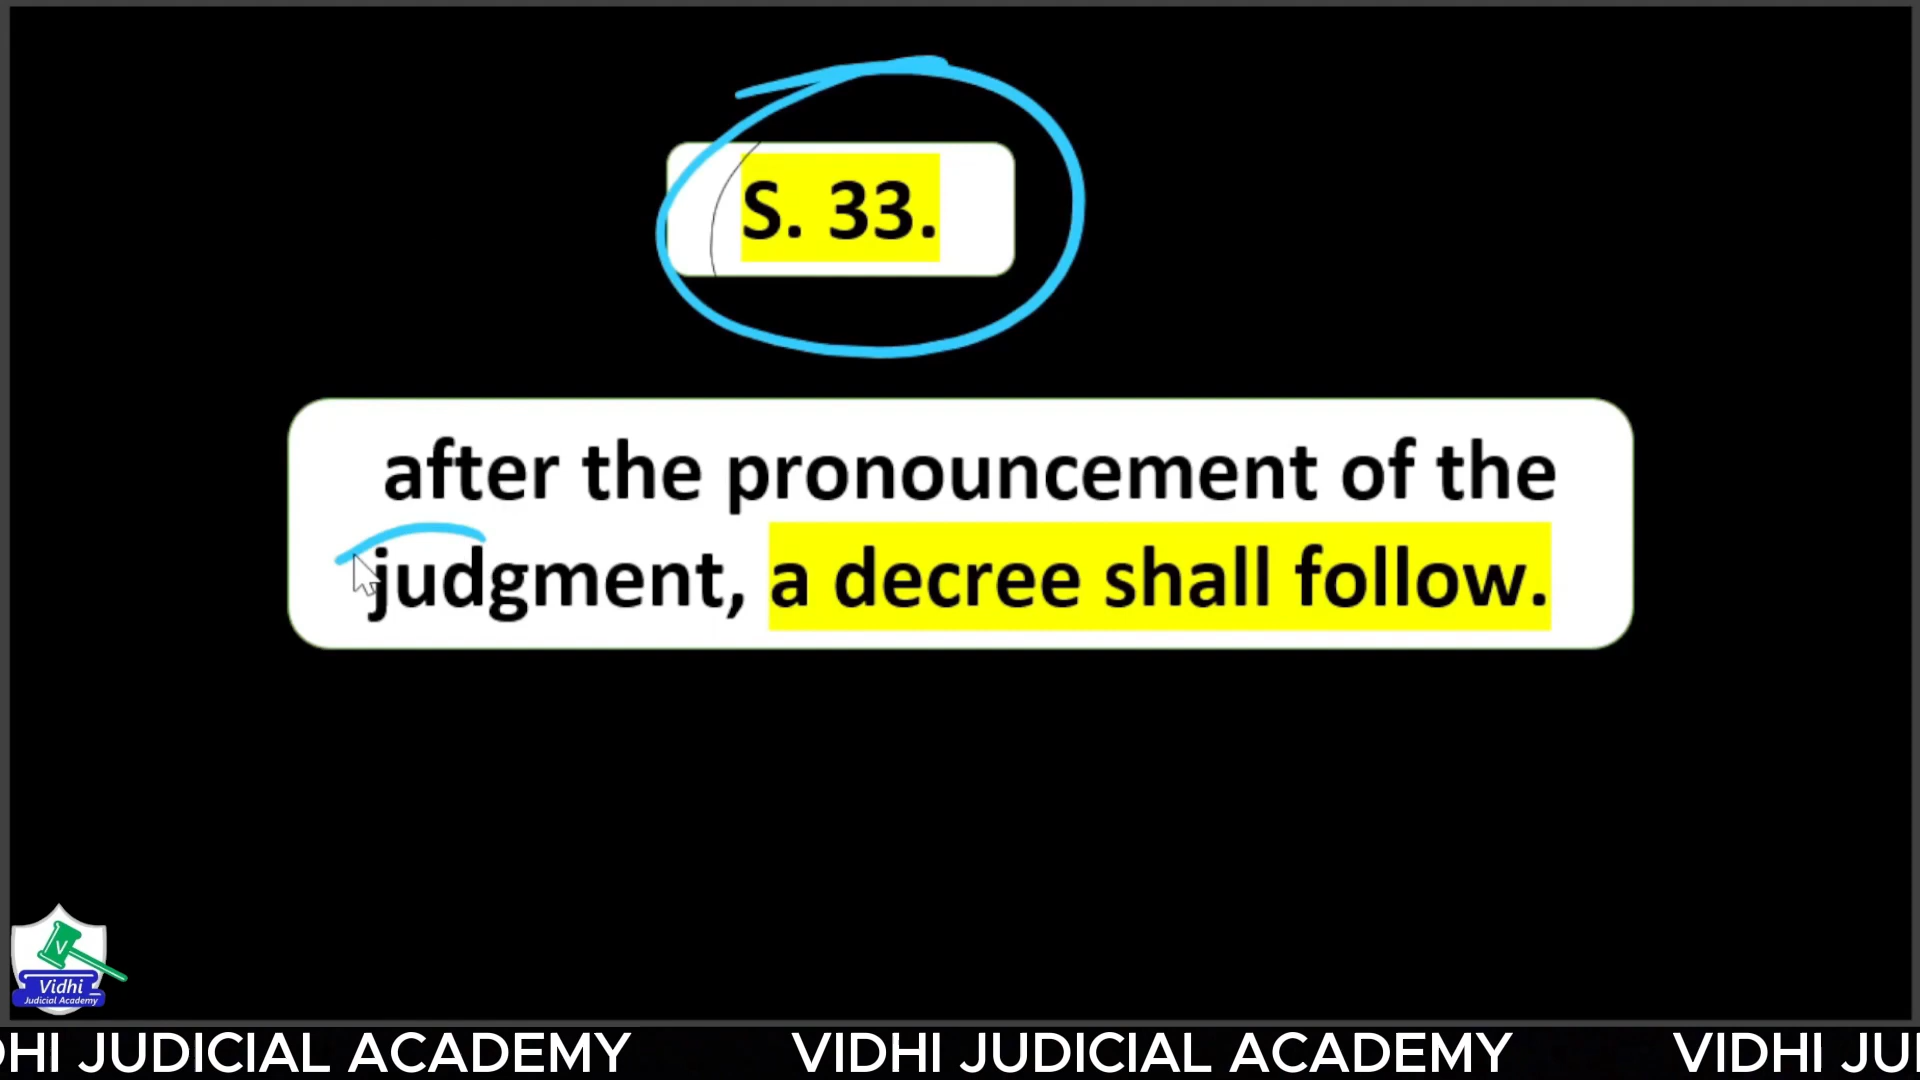 S. 33.
after the pronouncement of the
judgment, a decree shall follow.
V
Vidhi
Judicial Academy
DHI JUDICIAL ACADEMY VIDHI JUDICIAL ACADEMY VIDHI JU